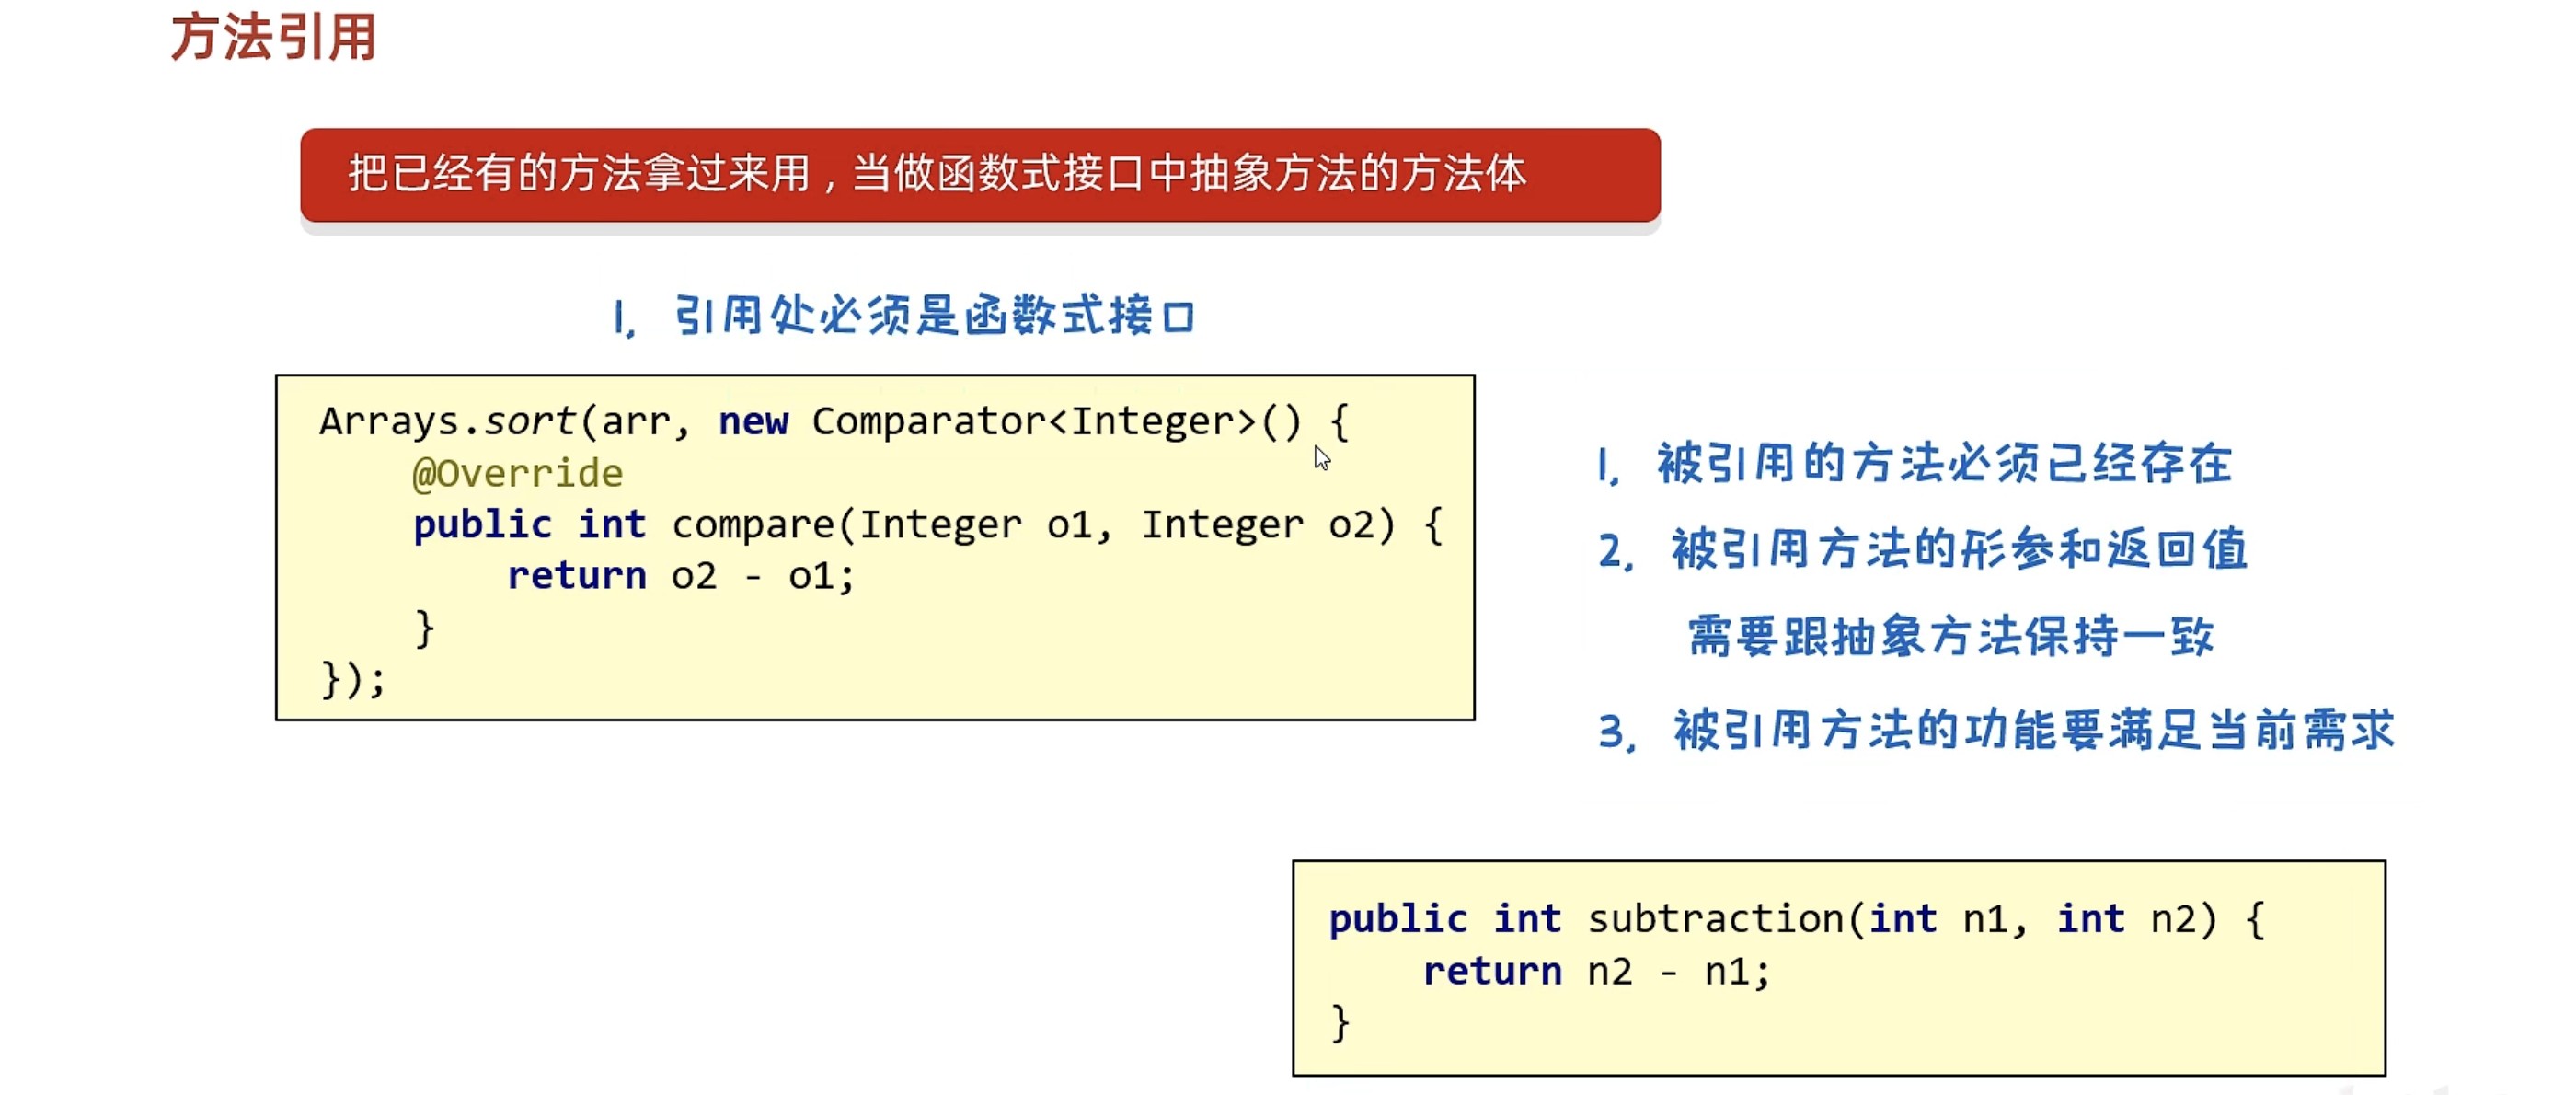 方法引用
把已经有的方法拿过来用，当做函数式接口中抽象方法的方法体
1, 引用处必须是函数式接口
Arrays.sort(arr, new Comparator<Integer>() {
@Override
public int compare(Integer o1, Integer o2) {
return o2 - o1;
}
});
1, 被引用的方法必须已经存在
2, 被引用方法的形参和返回值
需要跟抽象方法保持一致
3, 被引用方法的功能要满足当前需求
public int subtraction(int n1, int n2) {
return n2 - n1;
}